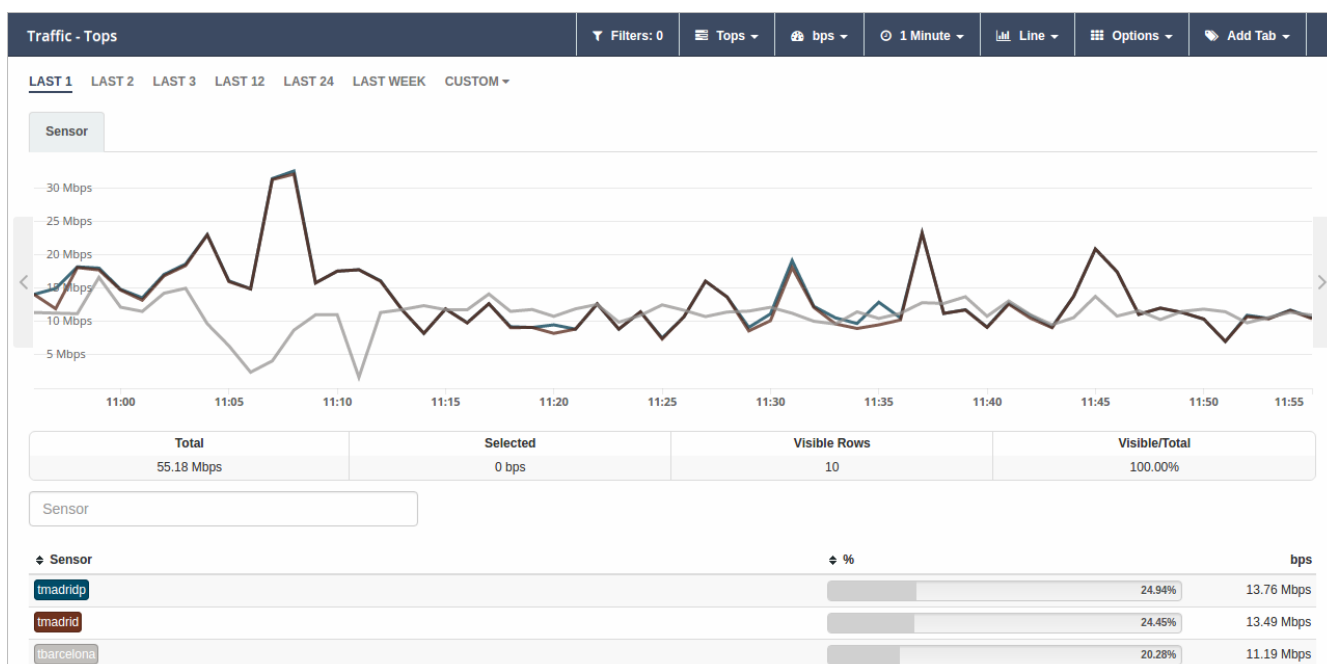 Traffic - Tops Filters: 0 Tops bps 1 Minute Line Options Add Tab
LAST 1 LAST 2 LAST 3 LAST 12 LAST 24 LAST WEEK CUSTOM
Sensor
30 Mbps
25 Mbps
20 Mbps
15 Mbps
10 Mbps
5 Mbps
11:00 11:05 11:10 11:15 11:20 11:25 11:30 11:35 11:40 11:45 11:50 11:55
Total Selected Visible Rows Visible/Total
55.18 Mbps 0 bps 10 100.00%
Sensor
Sensor % bps
tmadridp 24.94% 13.76 Mbps
tmadrid 24.45% 13.49 Mbps
tbarcelona 20.28% 11.19 Mbps